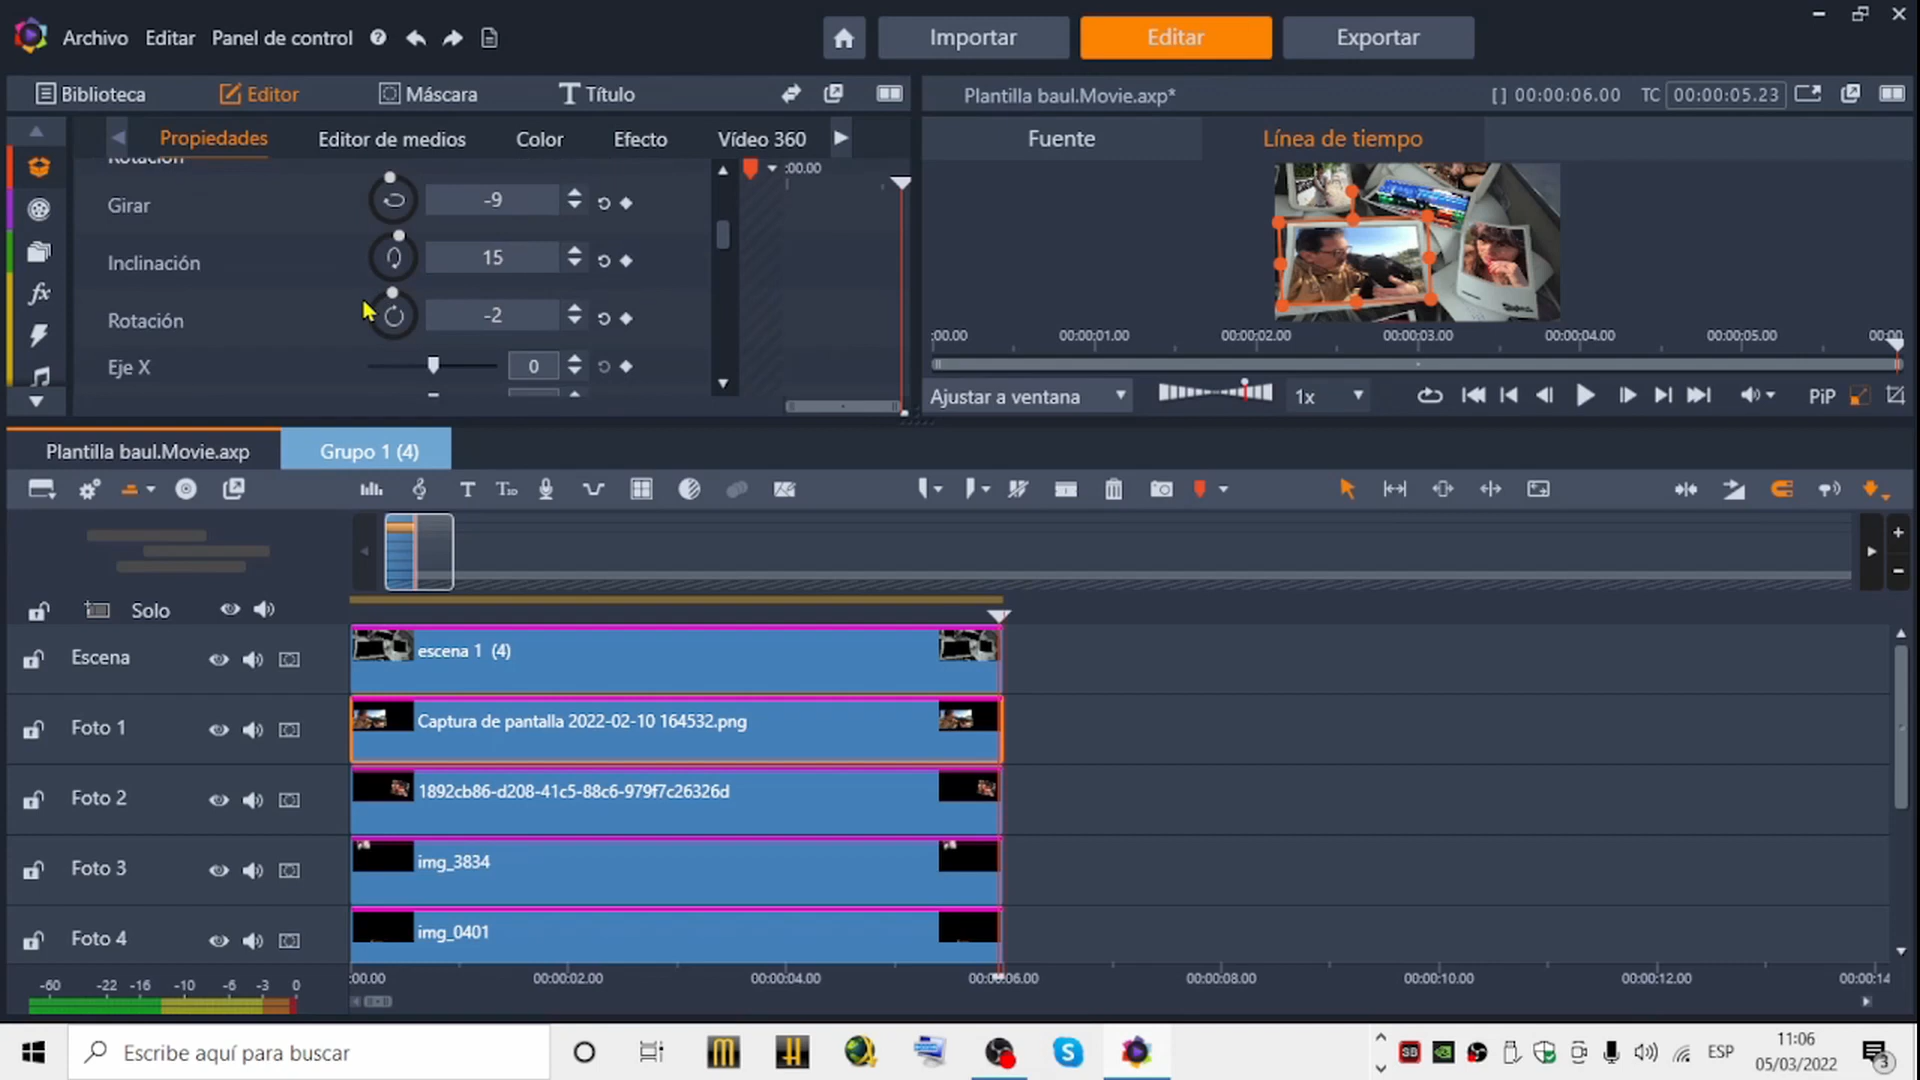 Archivo Editar Panel de control
Importar Editar Exportar
Biblioteca Editor Máscara Título
Plantilla baul.Movie.axp* [ ] 00:00:06.00 TC 00:00:05.23
Propiedades Editor de medios Color Efecto Vídeo 360
Fuente Línea de tiempo
Rotación
:00.00
Girar -9
Inclinación 15
Rotación -2
Eje X 0
:00.00 00:00:01.00 00:00:02.00 00:00:03.00 00:00:04.00 00:00:05.00 00:00
Ajustar a ventana 1x PiP
Plantilla baul.Movie.axp Grupo 1 (4)
Solo
Escena
escena 1 (4)
Foto 1
Captura de pantalla 2022-02-10 164532.png
Foto 2
1892cb86-d208-41c5-88c6-979f7c26326d
Foto 3
img_3834
Foto 4
img_0401
-60 -22 -16 -10 -6 -3 0
:00.00 00:00:02.00 00:00:04.00 00:00:06.00 00:00:08.00 00:00:10.00 00:00:12.00 00:00:14
Escribe aquí para buscar
ESP
11:06
05/03/2022
3